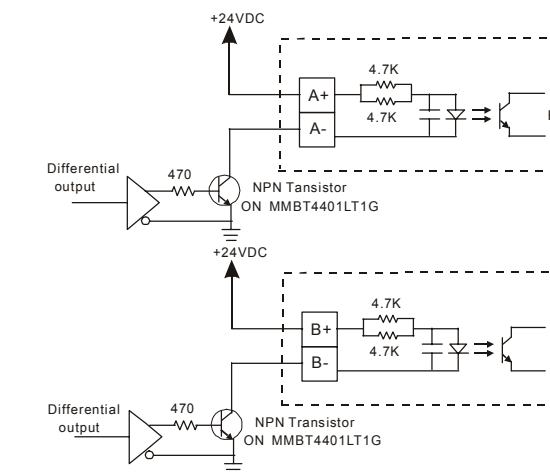 +24VDC
4.7K
A+
4.7K
A-
Differential
output
470
NPN Tansistor
ON MMBT4401LT1G
+24VDC
4.7K
B+
4.7K
B-
Differential
output
470
NPN Transistor
ON MMBT4401LT1G